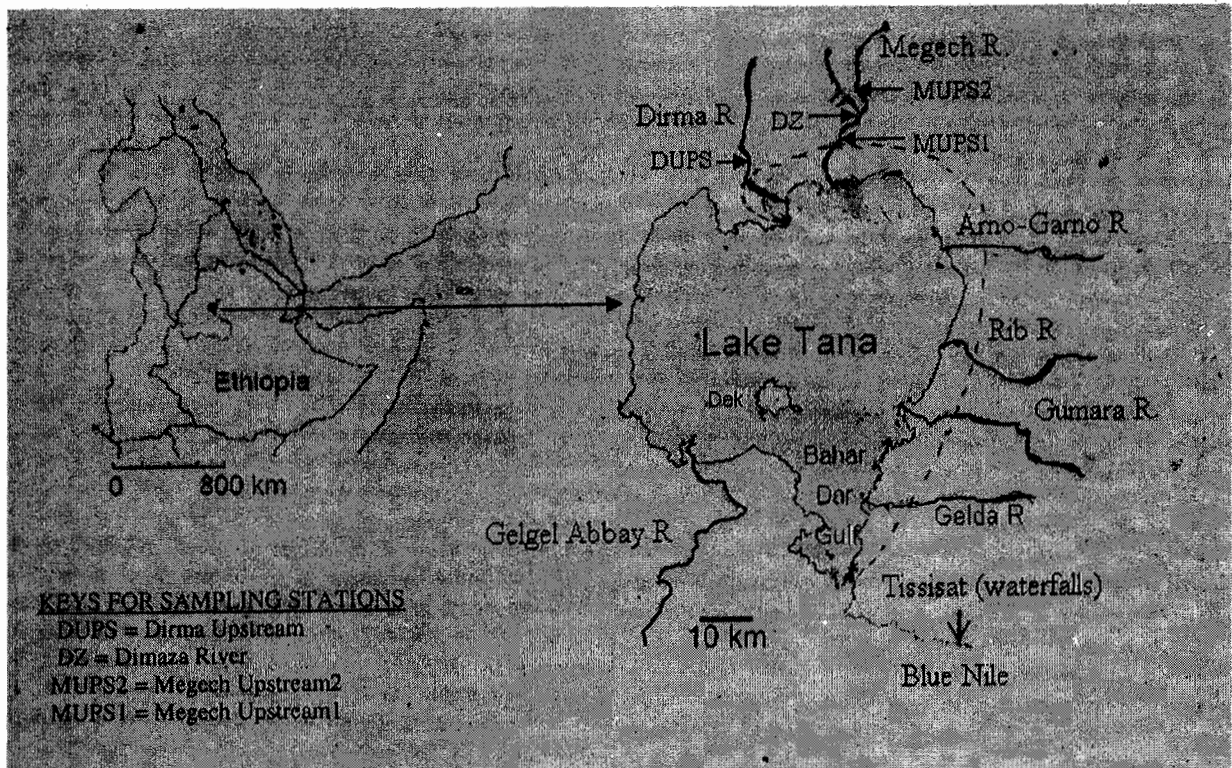 Megech R.
MUPS2
Dirma R
DZ
MUPS1
DUPS
Arno-Garno R
Lake Tana
Rib R
Ethiopia
Dek
Gumara R.
Bahar
0 800 km
Dar
Gelda R
Gelgel Abbay R
Gulf
Tissisat (waterfalls)
KEYS FOR SAMPLING STATIONS
DUPS = Dirma Upstream
10 km
DZ = Dimaza River
Blue Nile
MUPS2 = Megech Upstream2
MUPS1 = Megech Upstream1